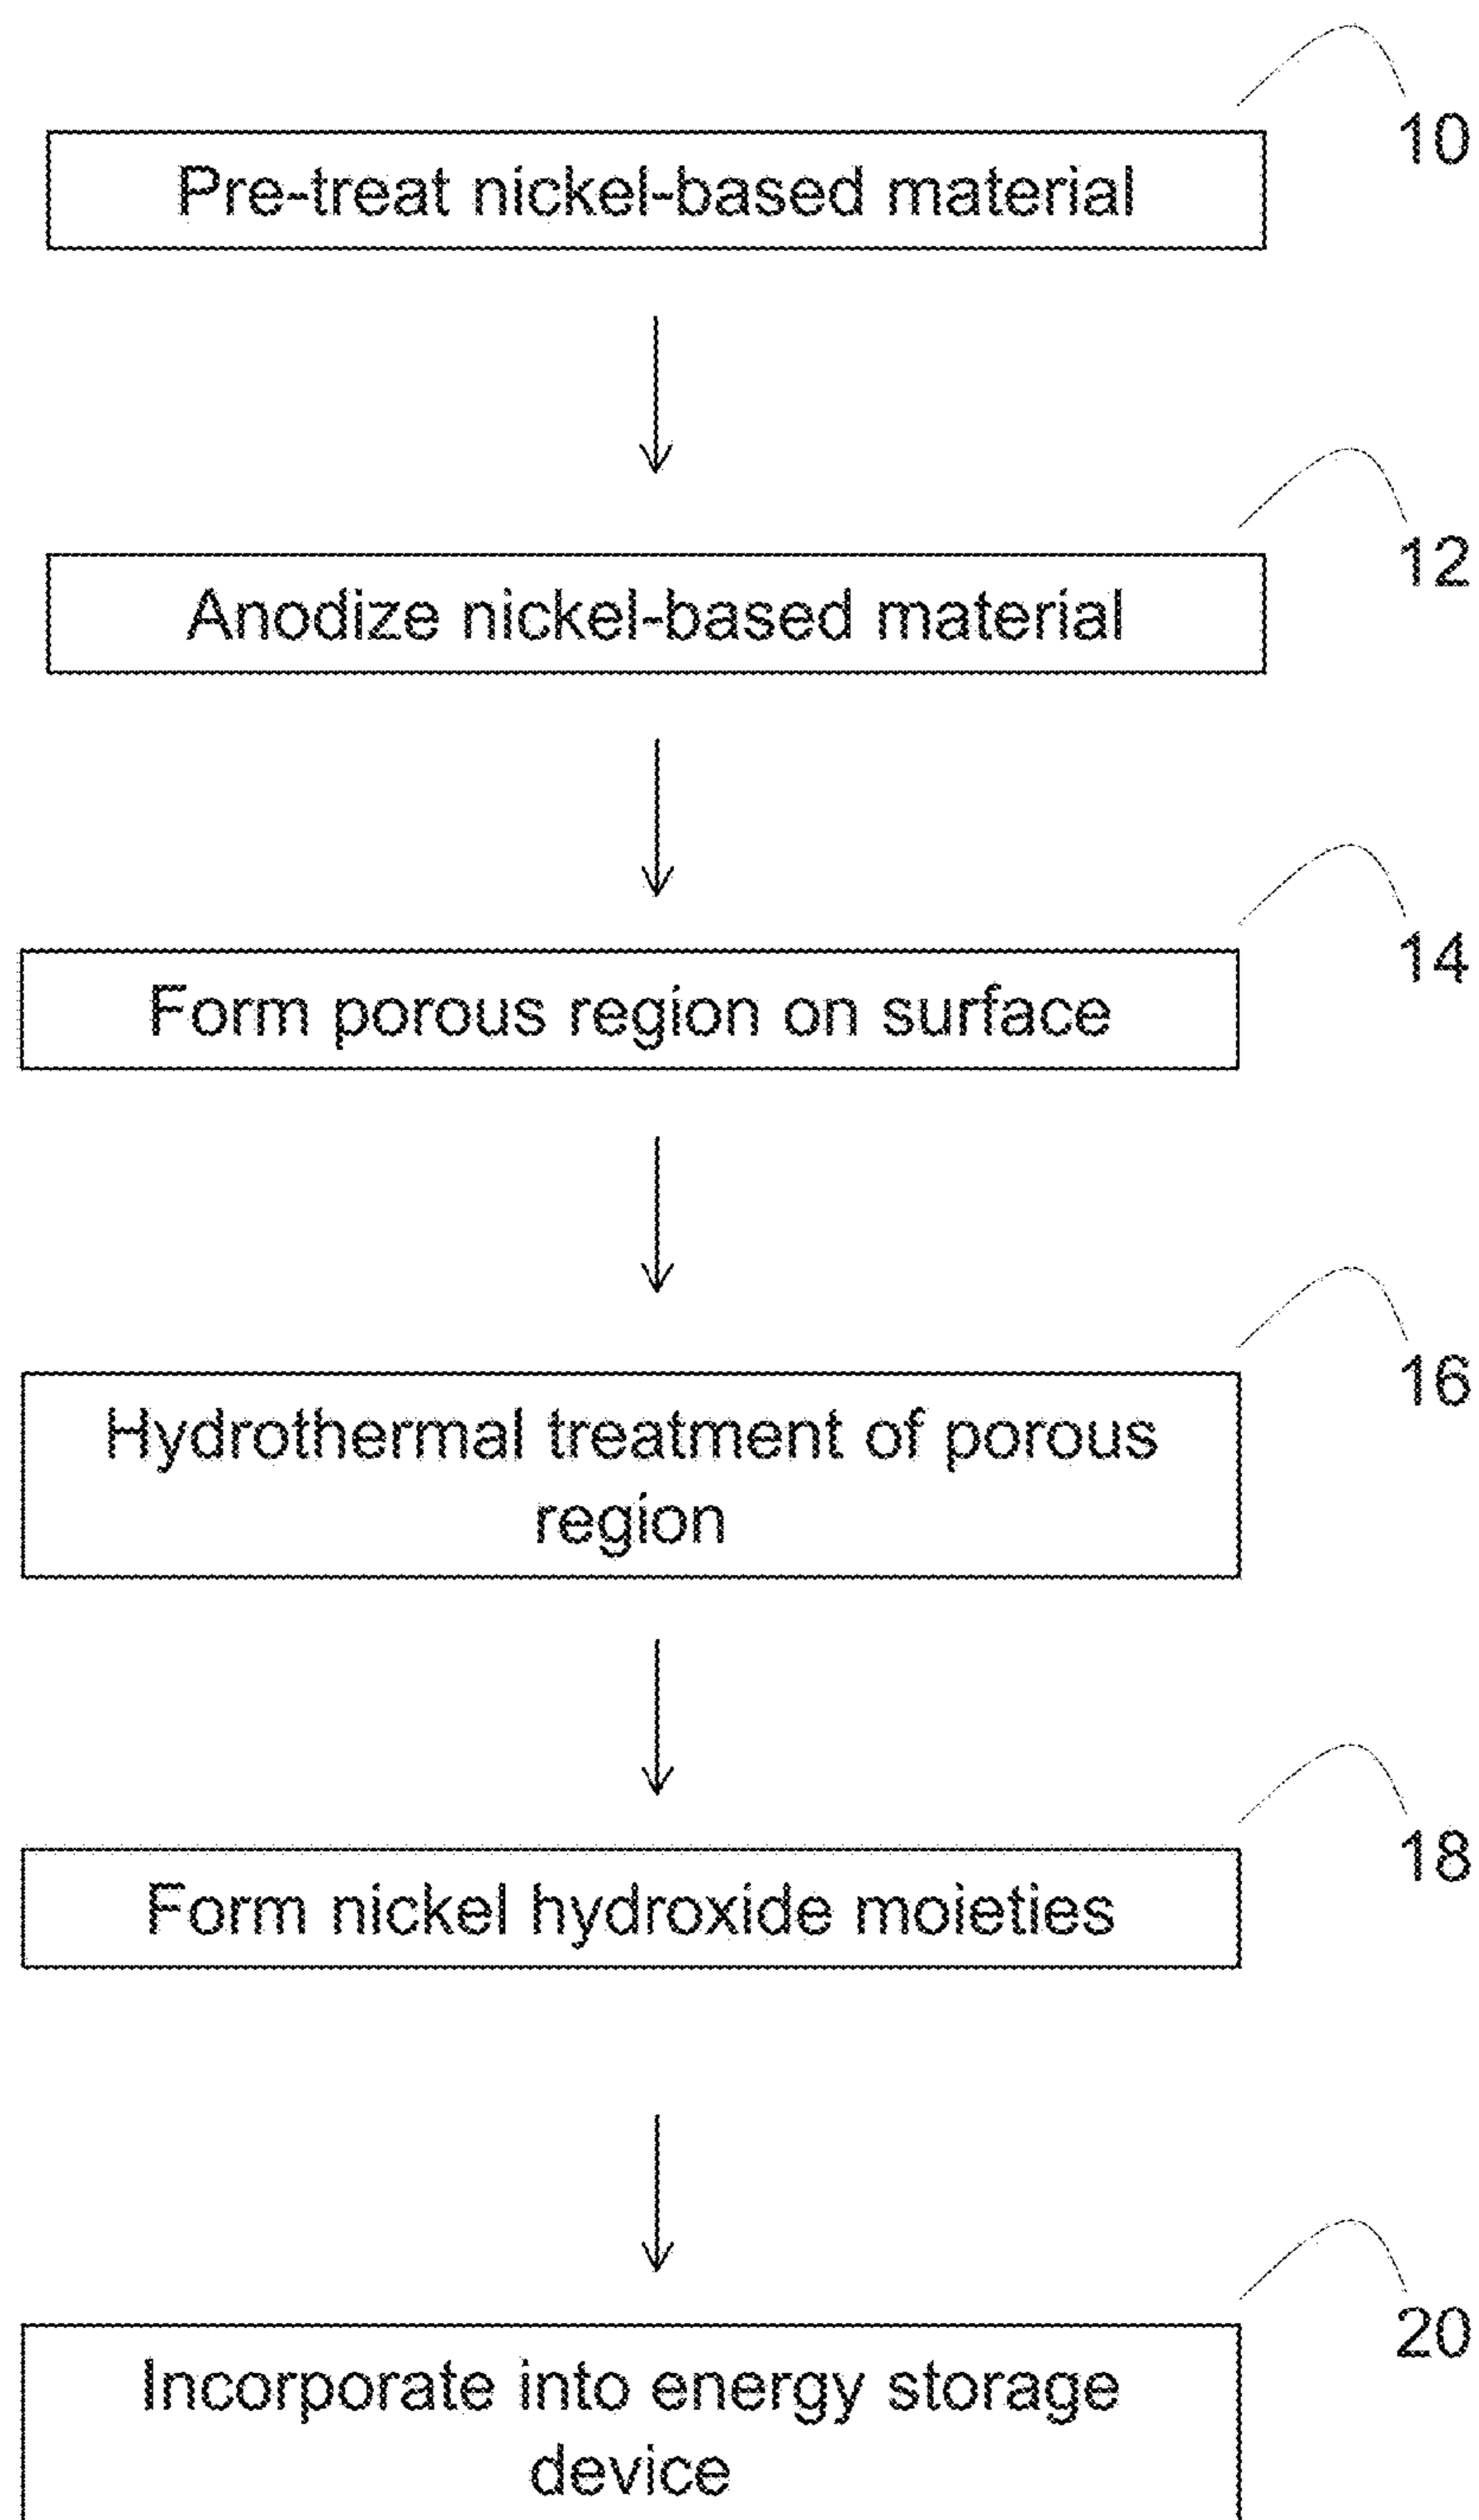 10
Pre-treat nickel-based material
12
Anodize nickel-based material
14
Form porous region on surface
16
Hydrothermal treatment of porous
region
18
Form nickel hydroxide moieties
20
Incorporate into energy storage
device